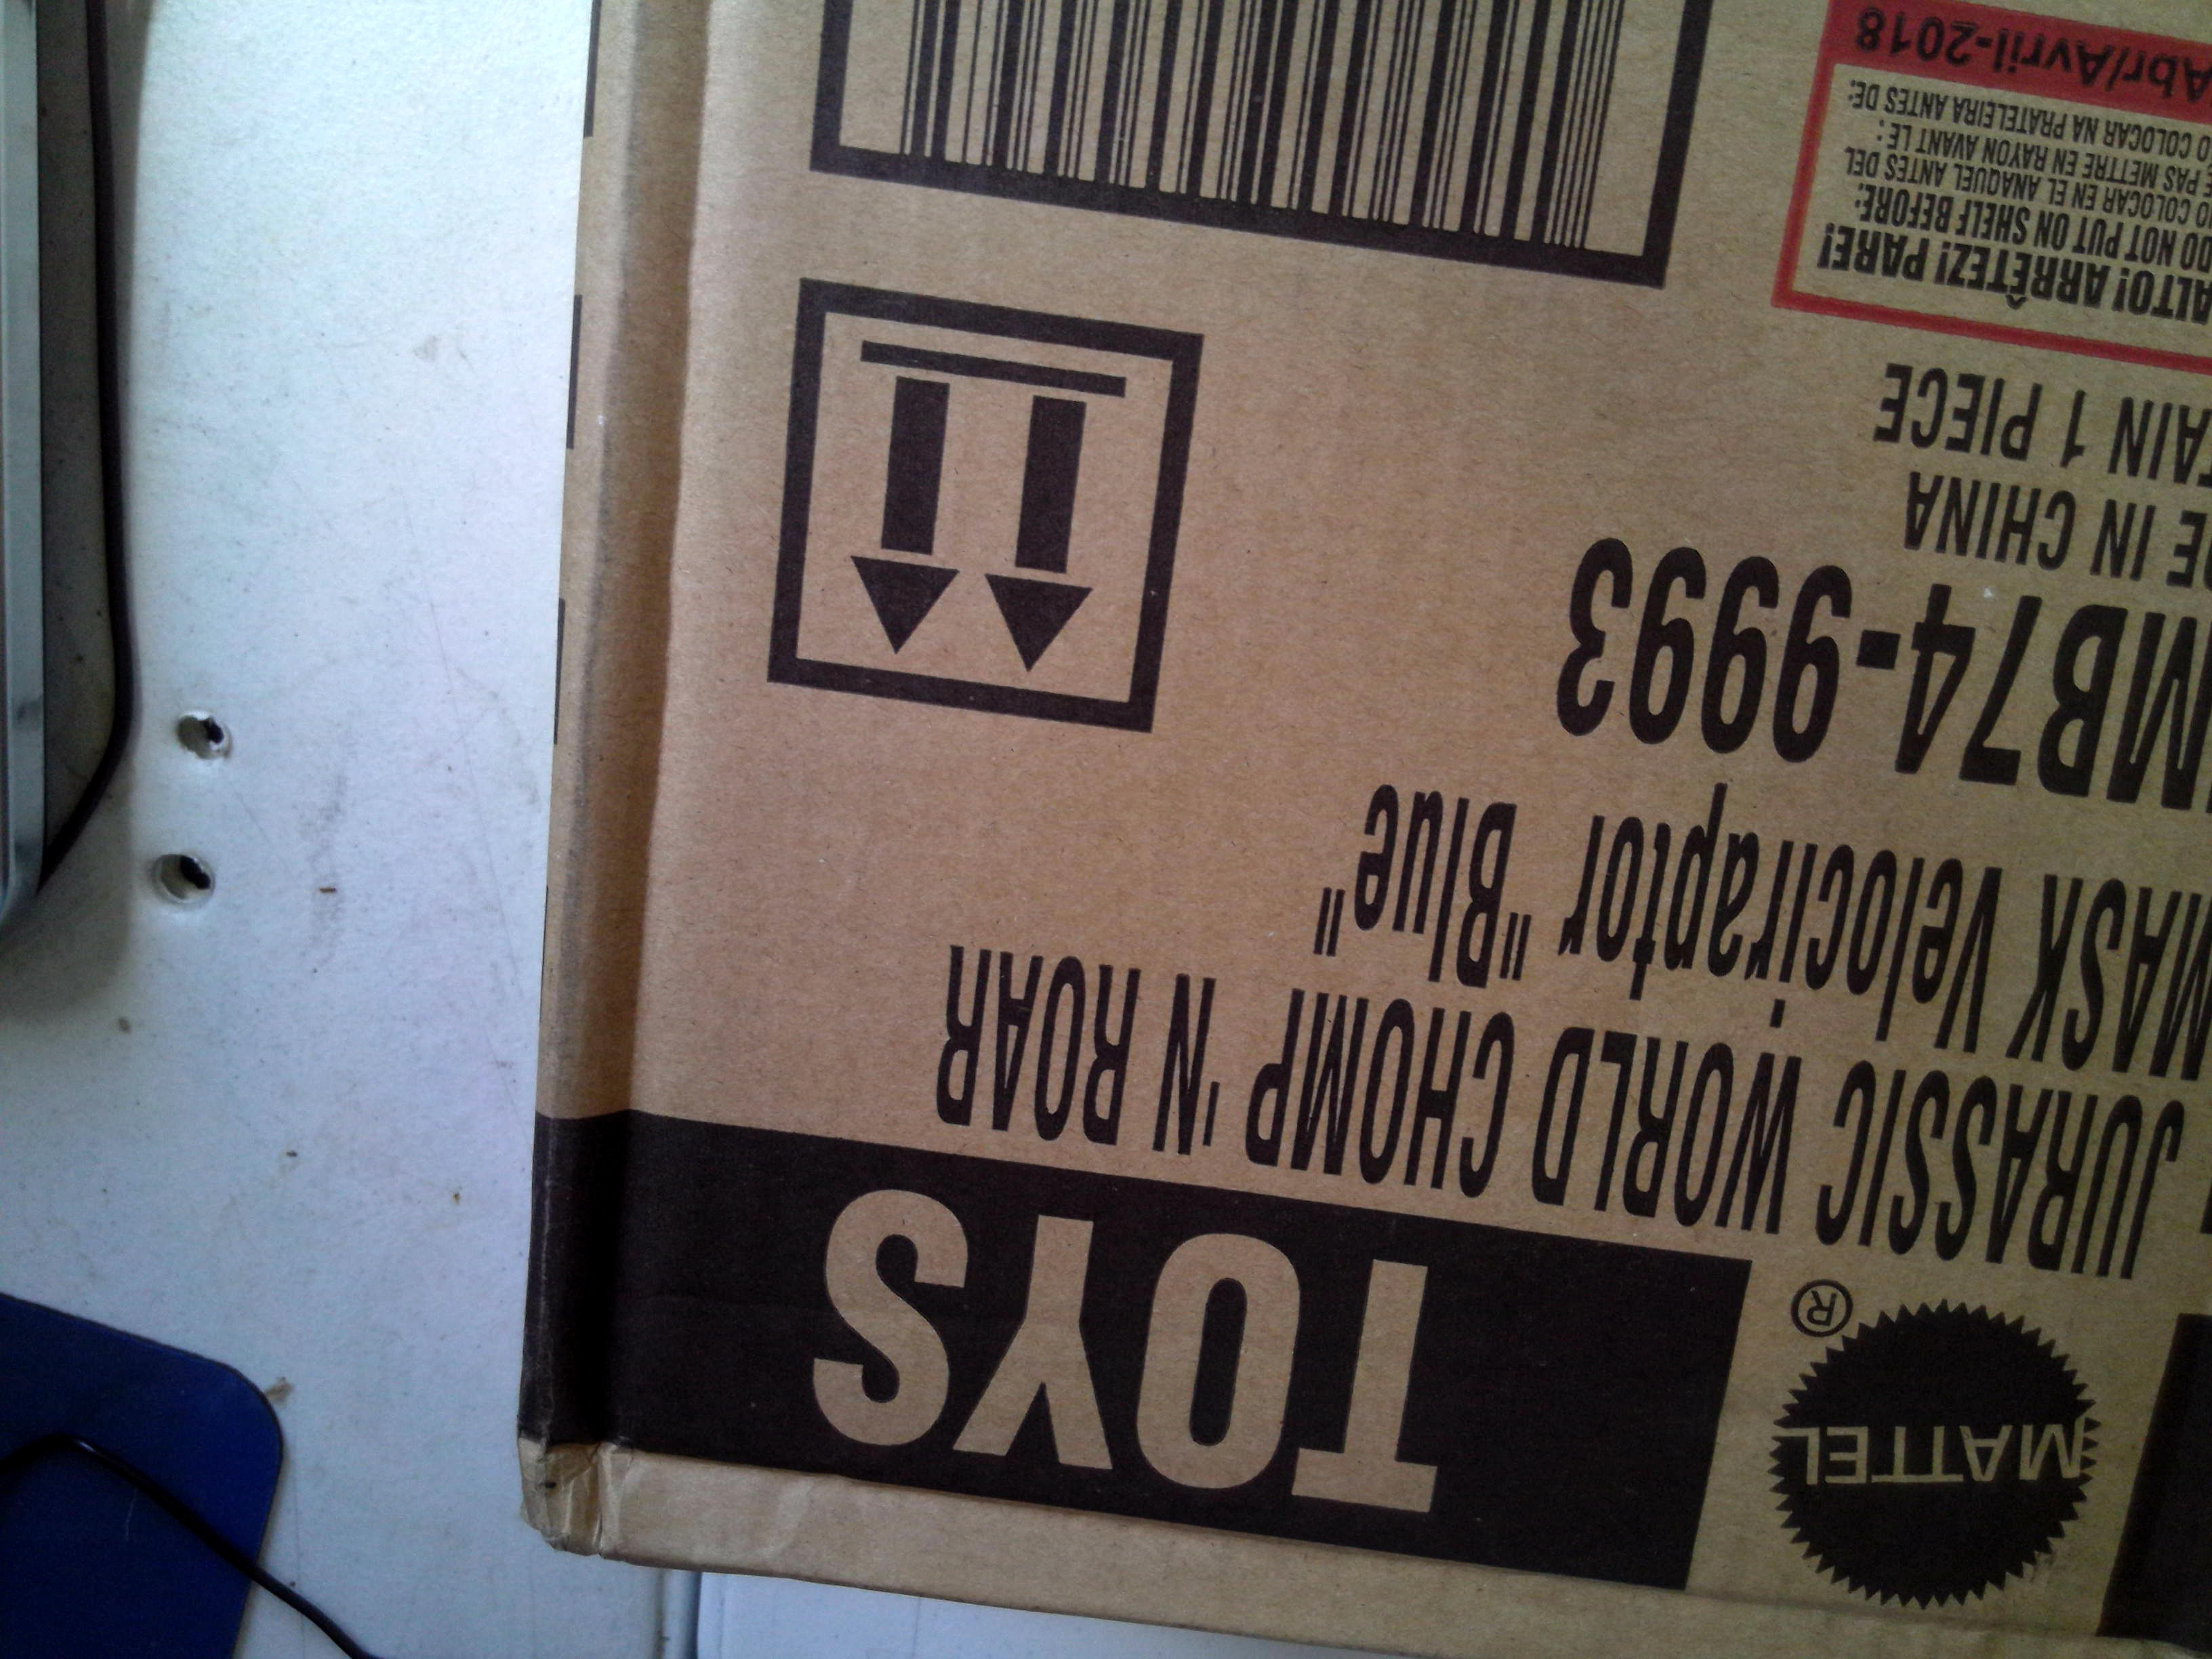 MATTEL ®
TOYS
JURASSIC WORLD CHOMP 'N ROAR
MASK Velociraptor "Blue"
MB74-9993
IN CHINA
1 PIECE
ALTO! ARRÊTEZ! PARE!
DO NOT PUT ON SHELF BEFORE:
COLOCAR EN EL ANAQUEL ANTES DEL
PAS METTRE EN RAYON AVANT LE :
COLOCAR NA PRATELEIRA ANTES DE:
Abr/Avril-2018